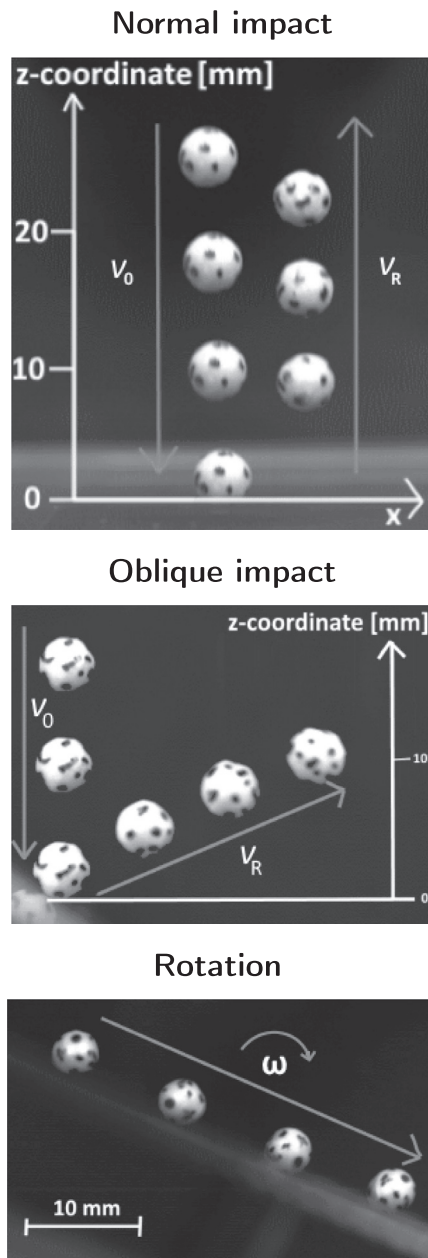 Normal impact
z-coordinate [mm]
20
V0
VR
10
0
x
Oblique impact
z-coordinate [mm]
V0
10
VR
0
Rotation
ω
10 mm